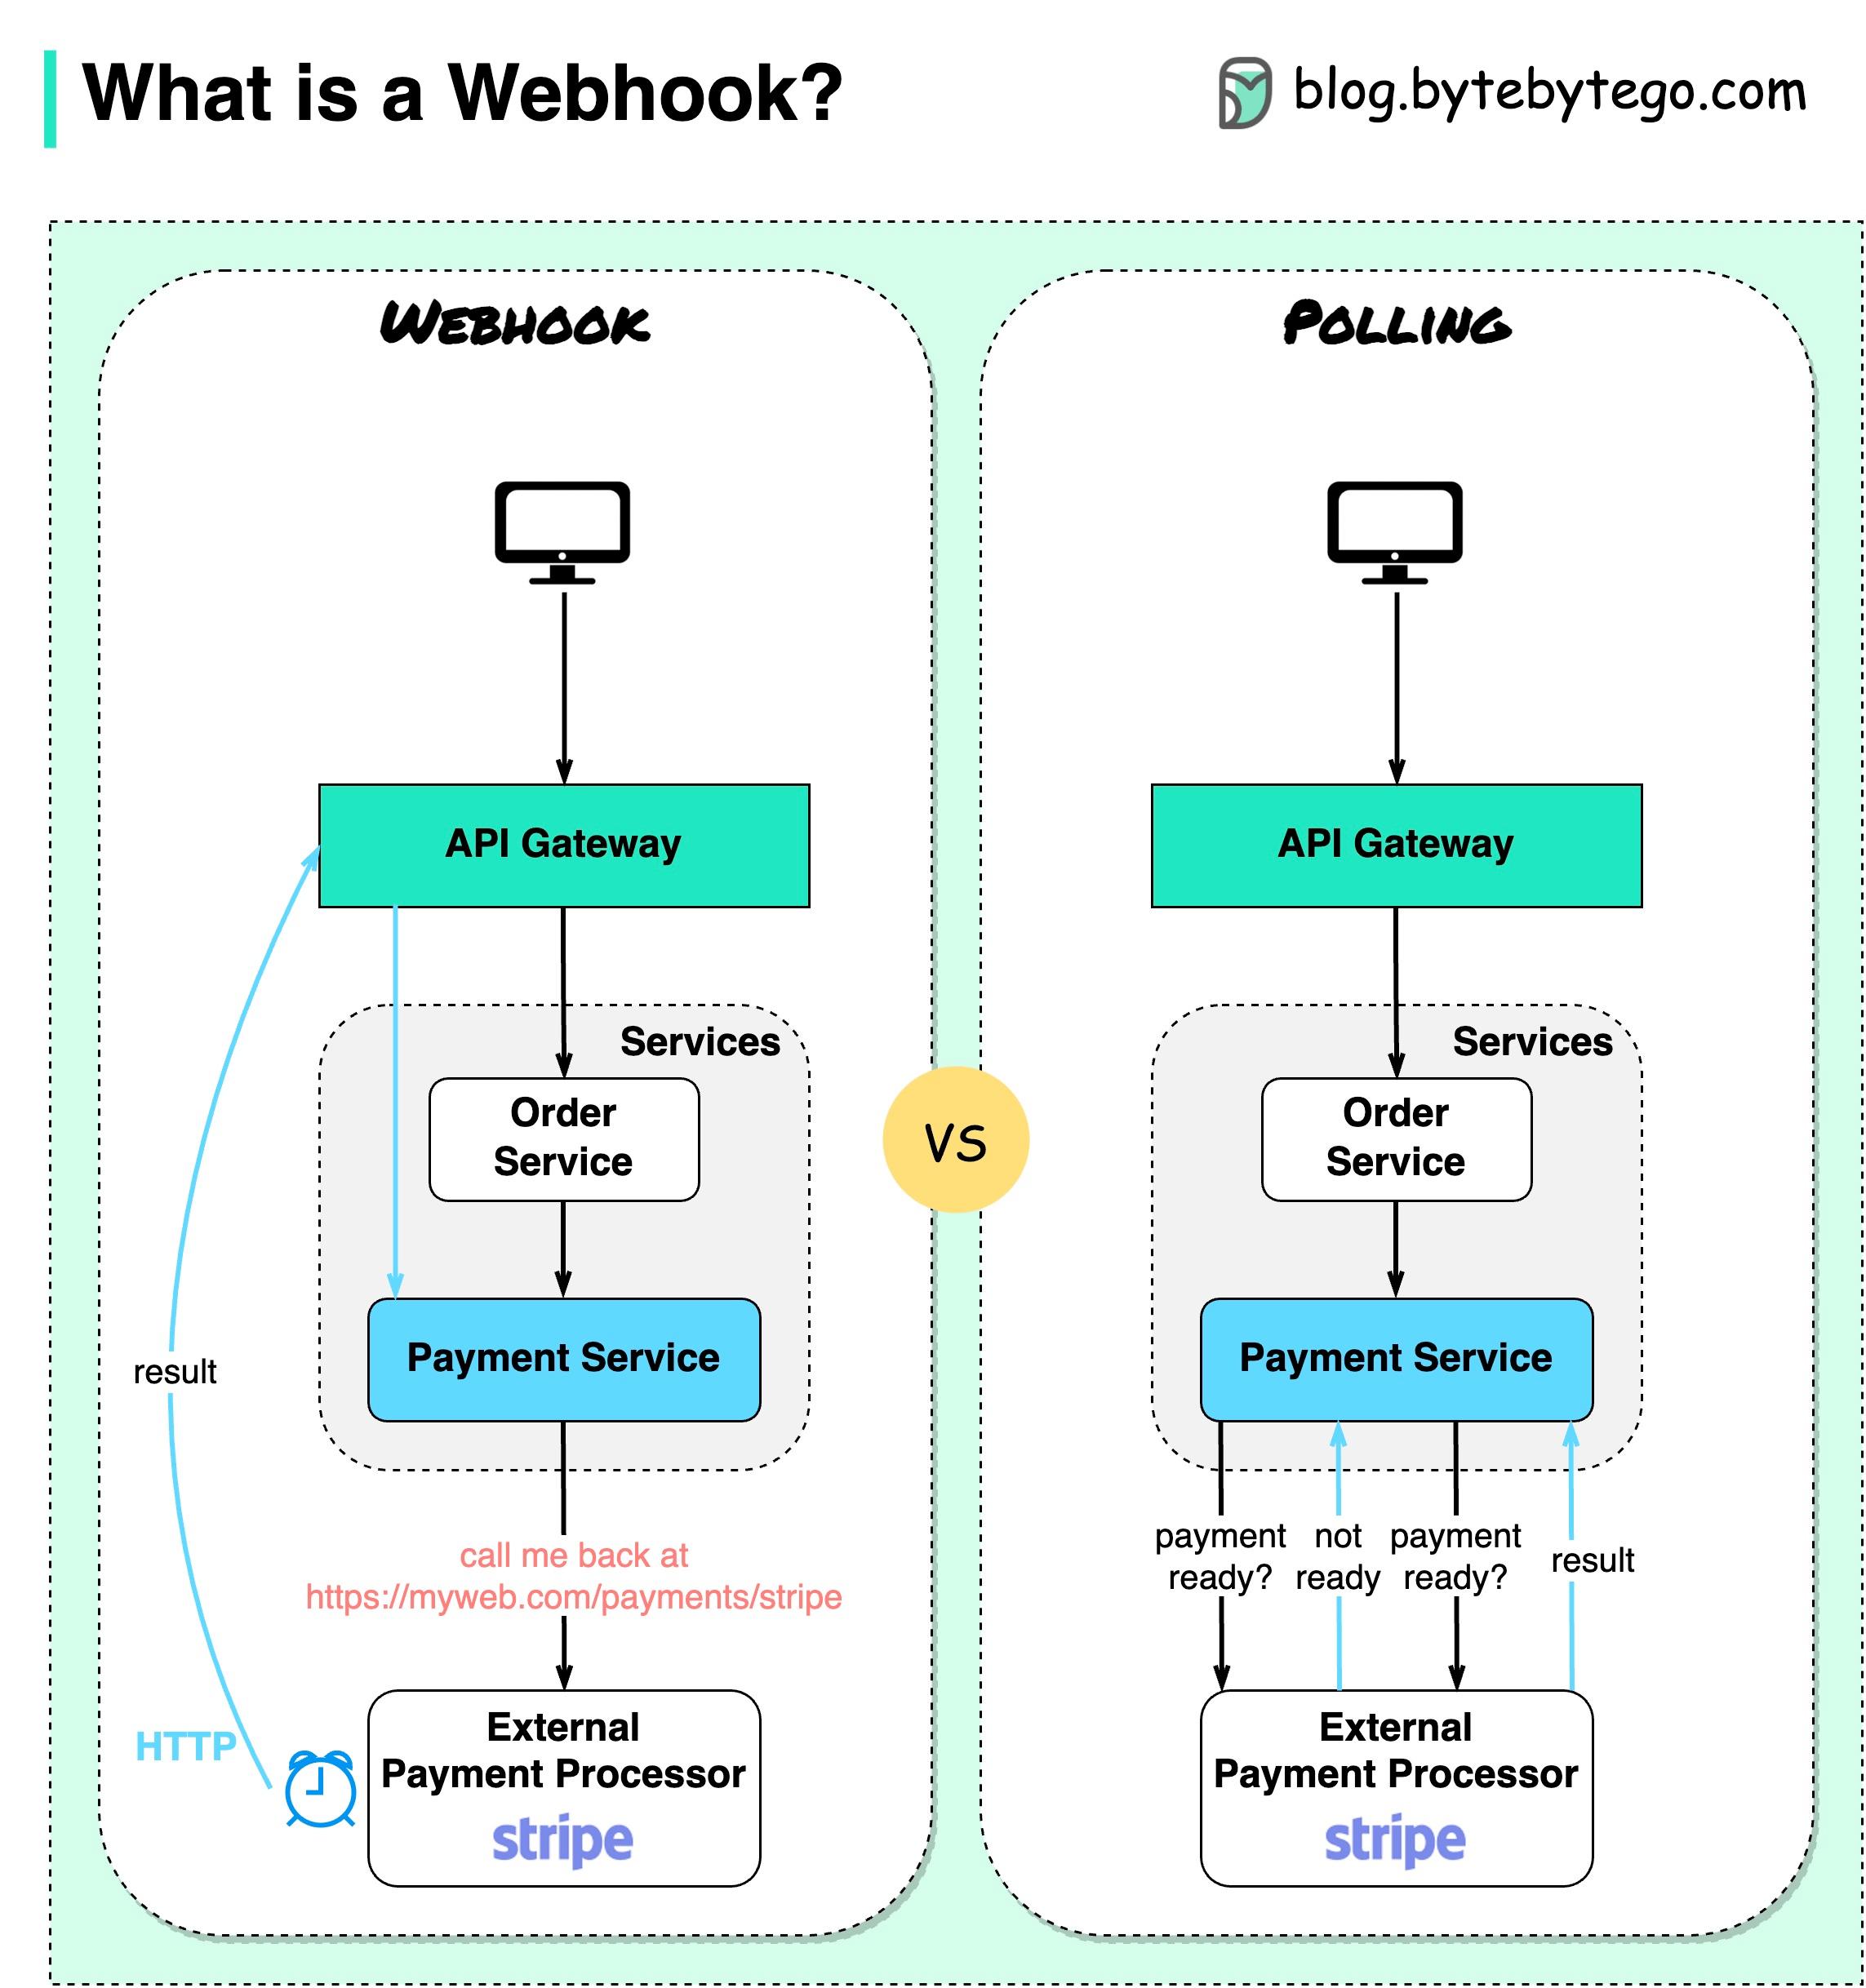 What is a Webhook?
blog.bytebytego.com
WEBHOOK
API Gateway
Services
Order
Service
Payment Service
result
call me back at
https://myweb.com/payments/stripe
HTTP
External
Payment Processor
stripe
VS
POLLING
API Gateway
Services
Order
Service
Payment Service
payment
ready?
not
ready
payment
ready?
result
External
Payment Processor
stripe